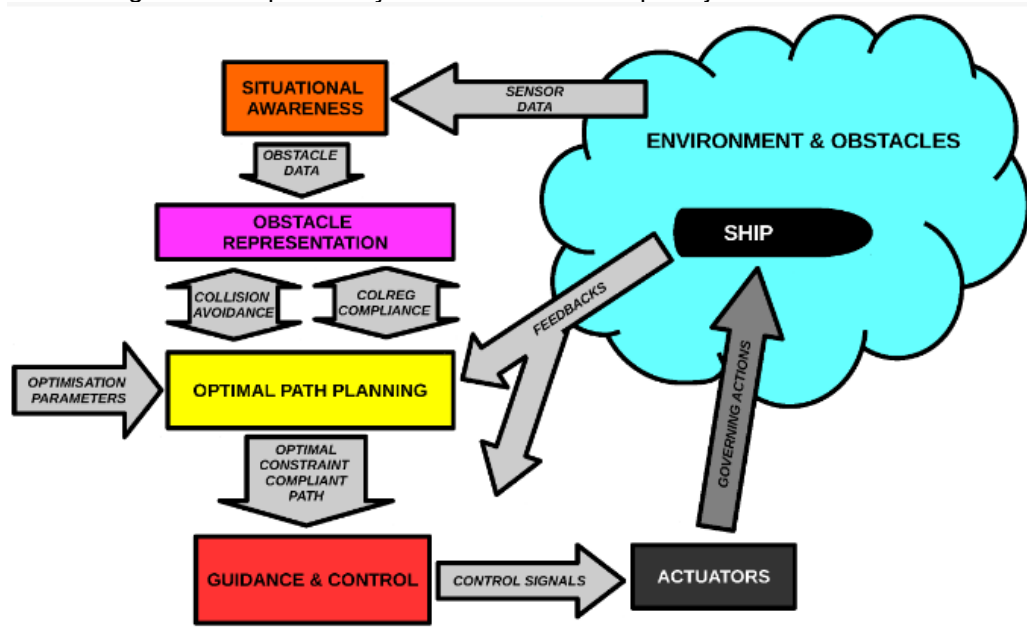 SITUATIONAL
AWARENESS
SENSOR
DATA
ENVIRONMENT & OBSTACLES
OBSTACLE
DATA
OBSTACLE
REPRESENTATION
SHIP
COLLISION
AVOIDANCE
COLREG
COMPLIANCE
FEEDBACKS
OPTIMISATION
PARAMETERS
OPTIMAL PATH PLANNING
GOVERNING ACTIONS
OPTIMAL
CONSTRAINT
COMPLIANT
PATH
GUIDANCE & CONTROL
CONTROL SIGNALS
ACTUATORS